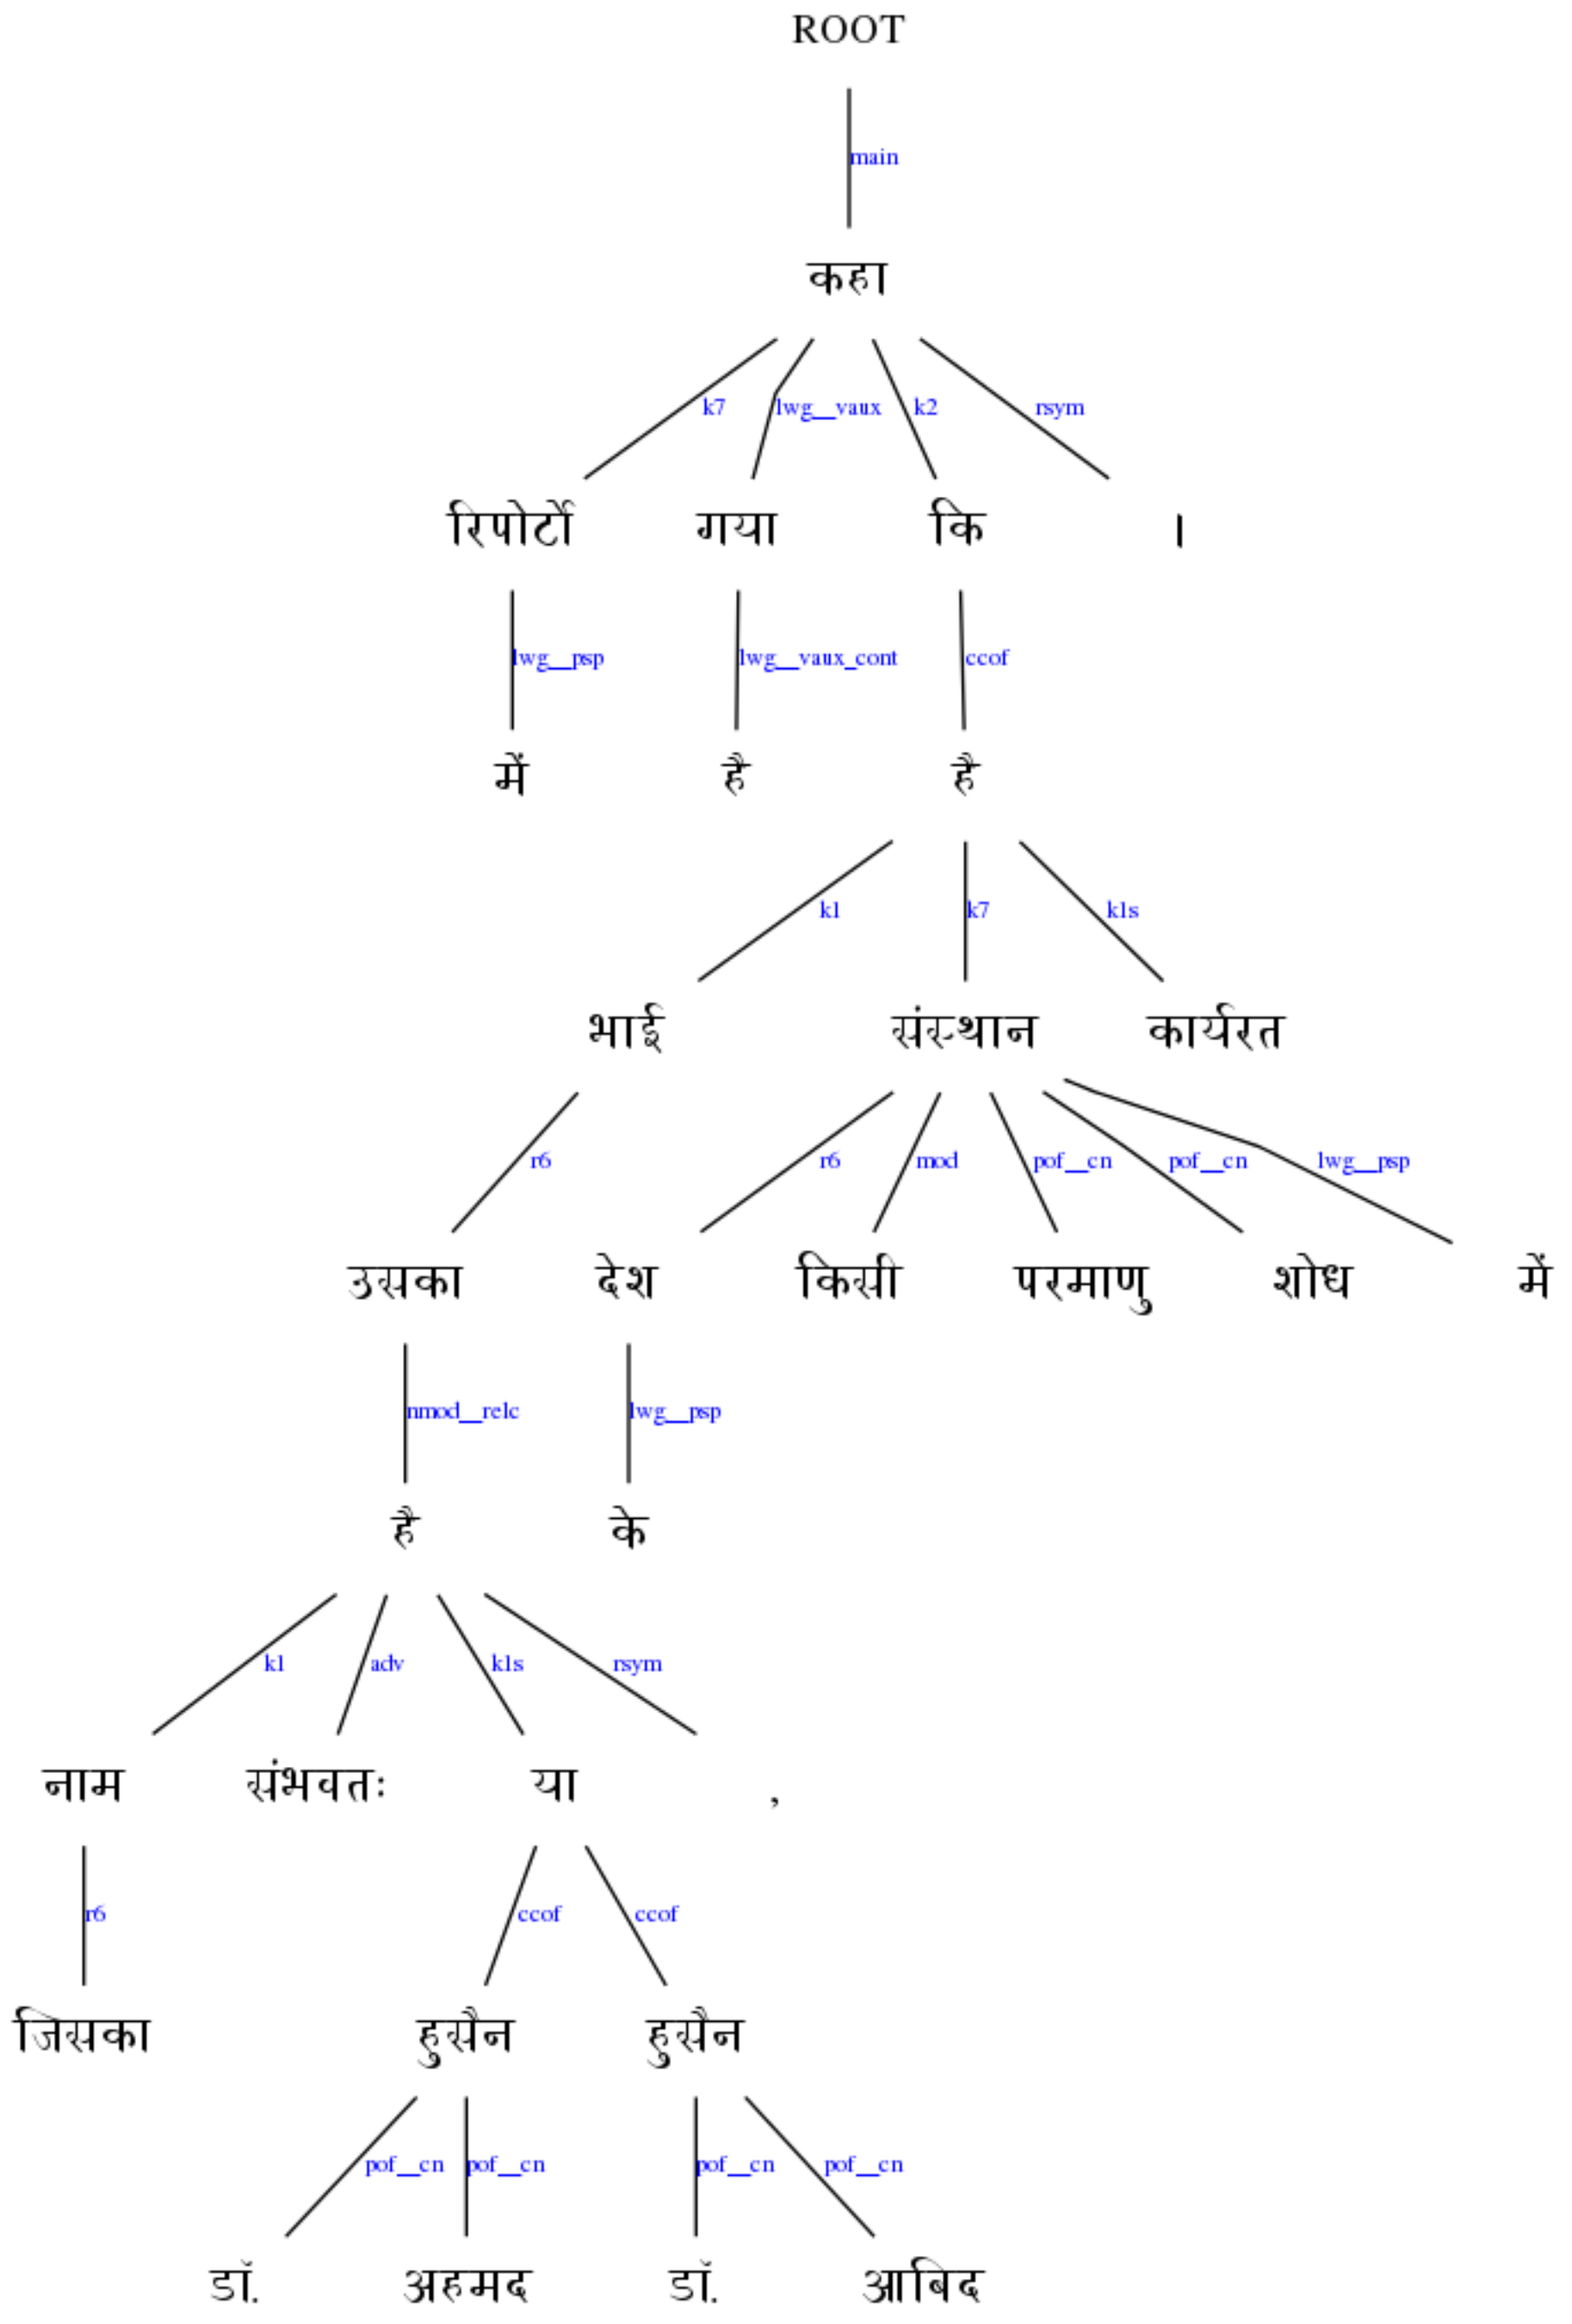 ROOT
main
कहा
k7 lwg__vaux k2 rsym
रिपोर्टों गया कि ।
lwg__psp lwg__vaux_cont ccof
में है है
k1 k7 k1s
भाई संस्थान कार्यरत
r6 r6 mod pof__cn pof__cn lwg__psp
उसका देश किसी परमाणु शोध में
nmod__relc lwg__psp
है के
k1 adv k1s rsym
नाम संभवतः या ,
r6 ccof ccof
जिसका हुसैन हुसैन
pof__cn pof__cn pof__cn pof__cn
डॉ. अहमद डॉ. आबिद